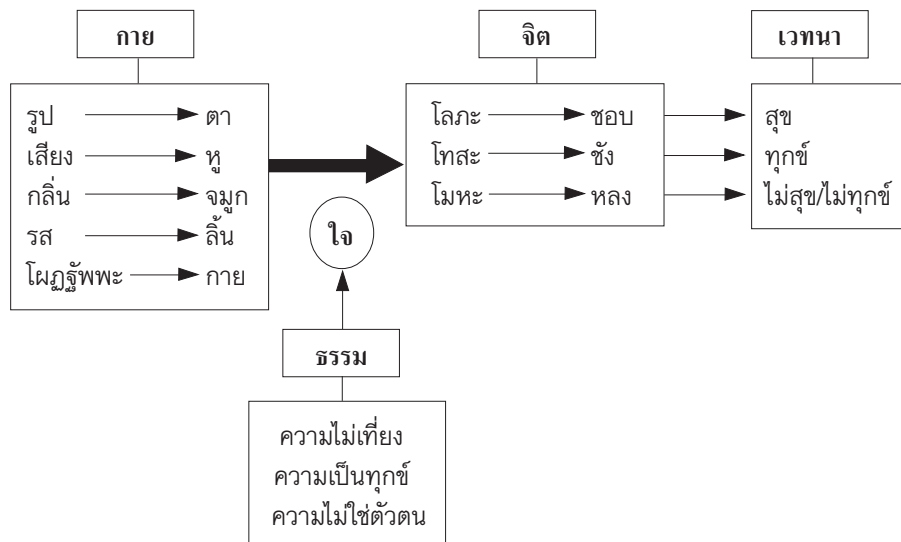 กาย
รูป ตา
เสียง หู
กลิ่น จมูก
รส ลิ้น
โผฏฐัพพะ กาย
ใจ
ธรรม
ความไม่เที่ยง
ความเป็นทุกข์
ความไม่ใช่ตัวตน
จิต
โลภะ ชอบ
โทสะ ชัง
โมหะ หลง
เวทนา
สุข
ทุกข์
ไม่สุข/ไม่ทุกข์